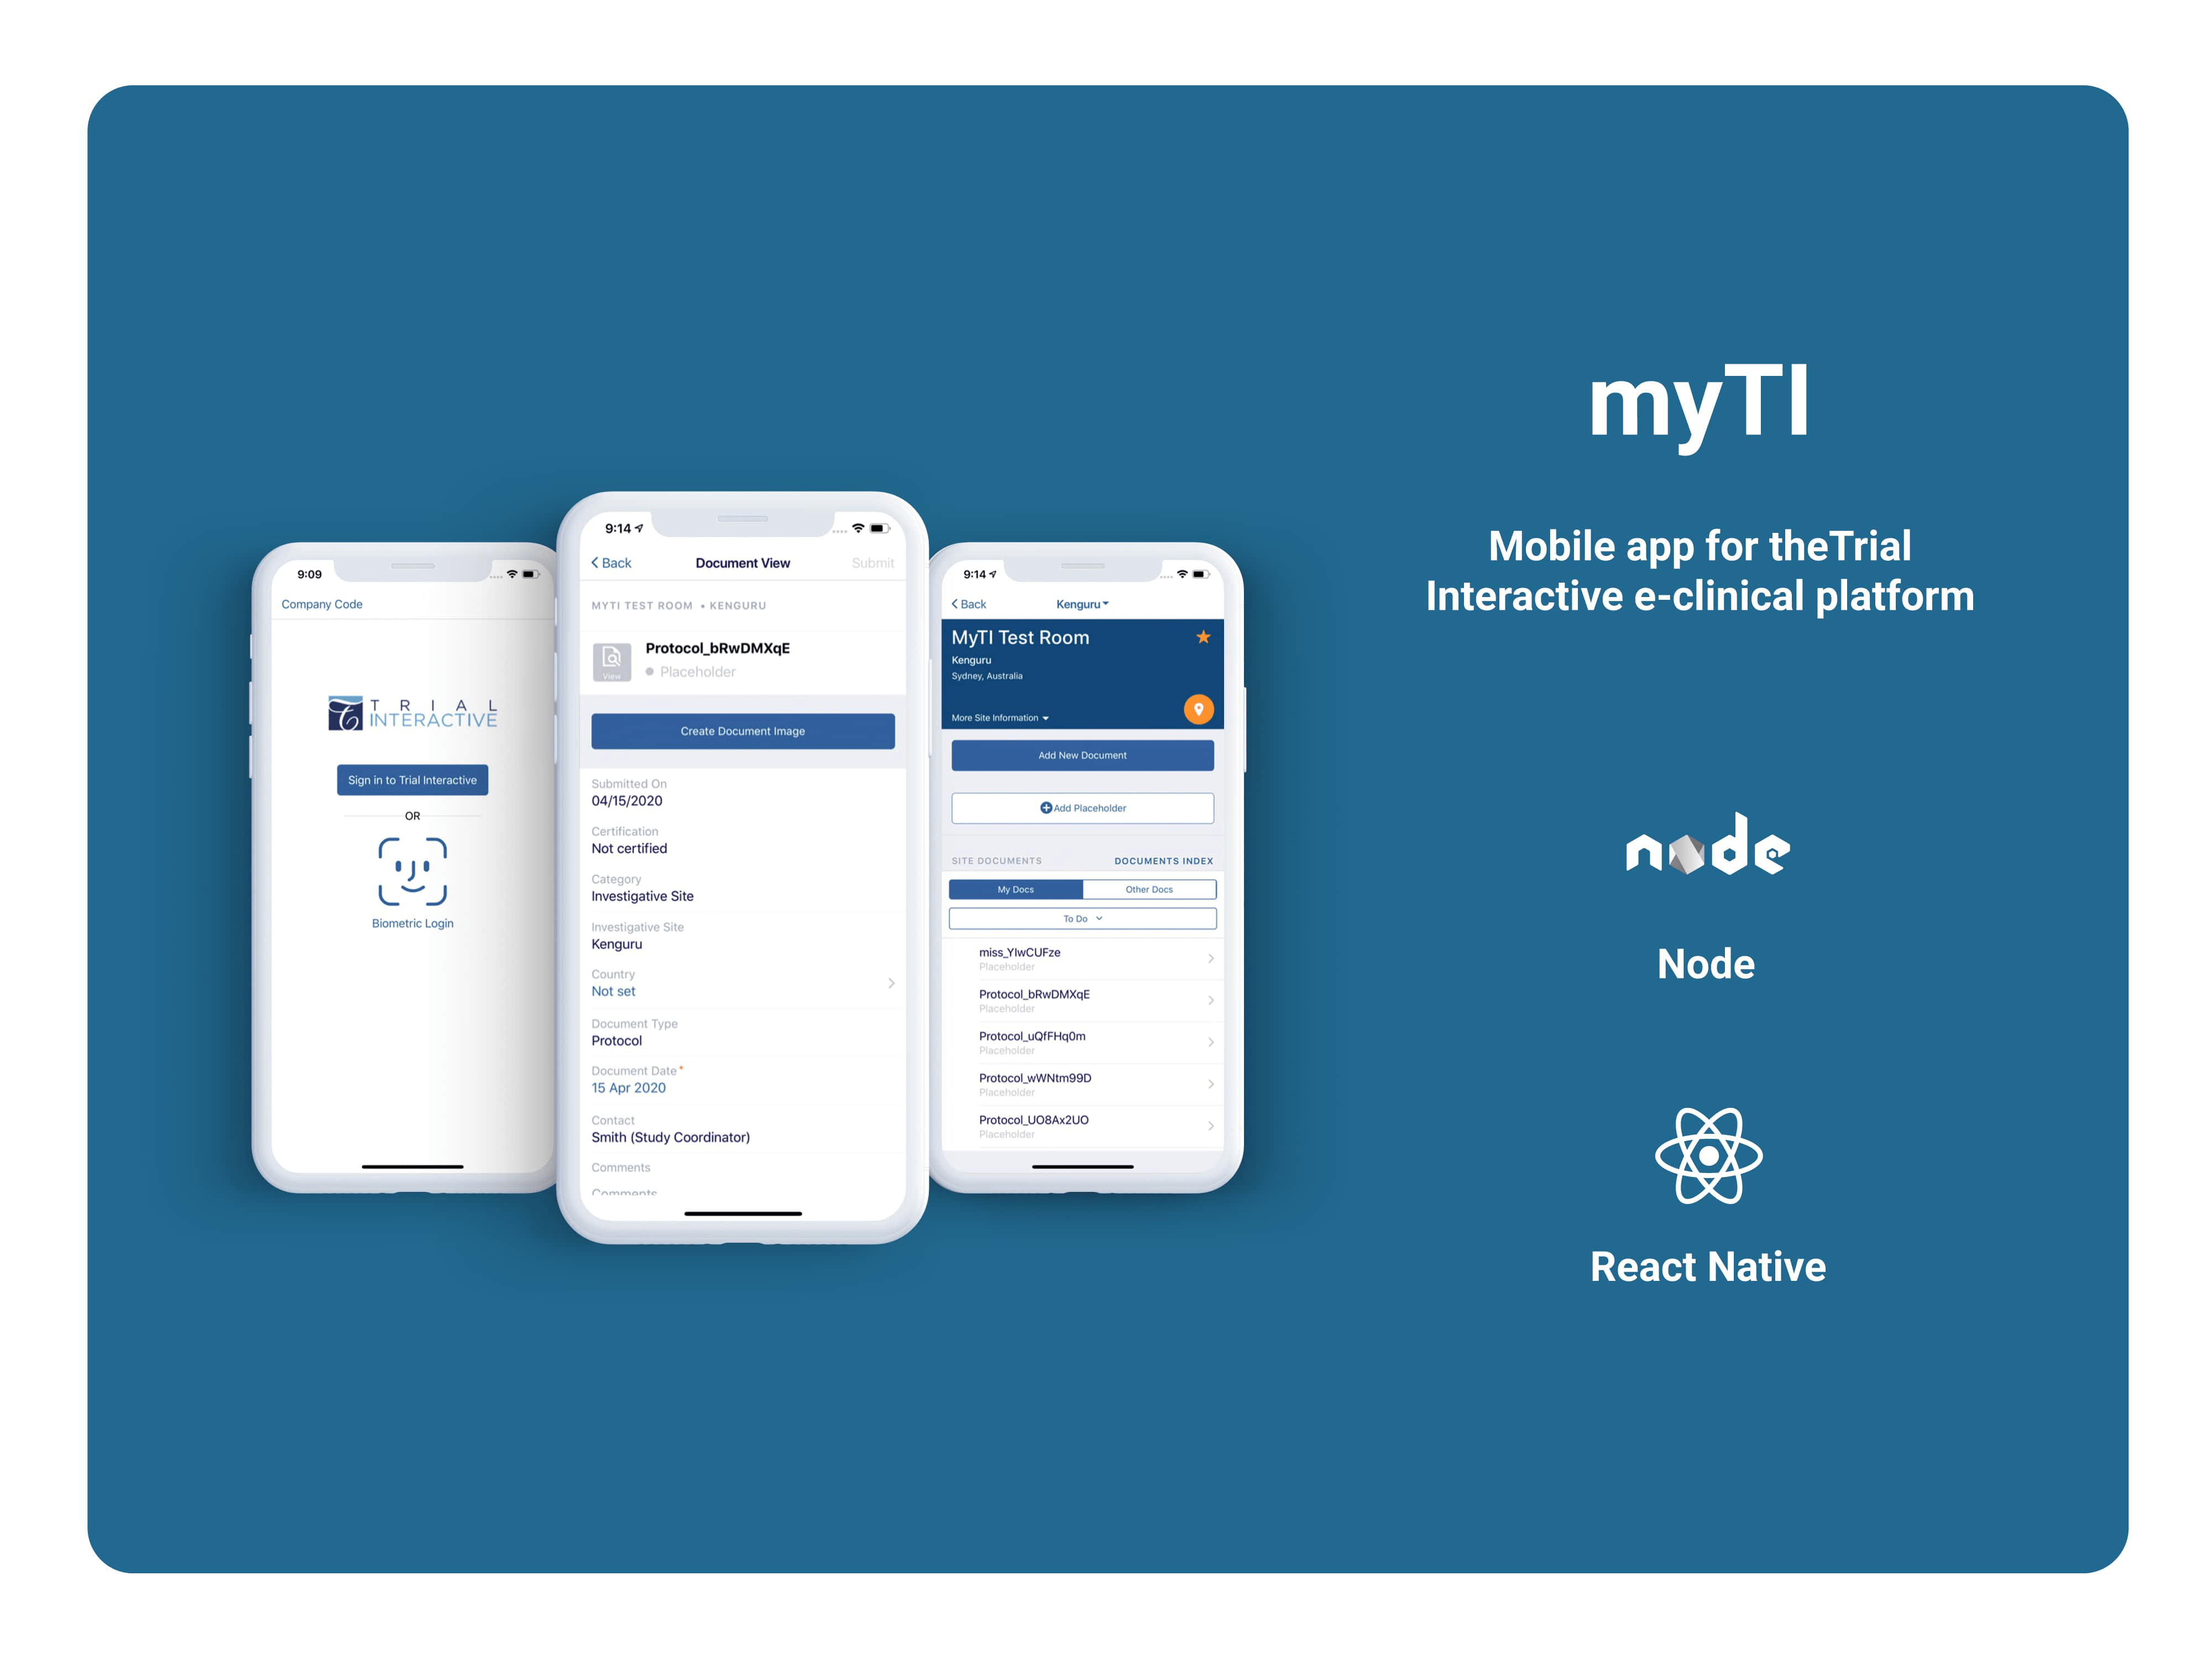 myTI
Mobile app for theTrial
Interactive e-clinical platform
node
Node
React Native
9:09
Company Code
TRIAL
INTERACTIVE
Sign in to Trial Interactive
OR
Biometric Login
9:14
Back Document View Submit
MYTI TEST ROOM • KENGURU
Protocol_bRwDMXqE
View
Placeholder
Create Document Image
Submitted On
04/15/2020
Certification
Not certified
Category
Investigative Site
Investigative Site
Kenguru
Country
Not set
Document Type
Protocol
Document Date*
15 Apr 2020
Contact
Smith (Study Coordinator)
Comments
Comments
9:14
Back Kenguru
MyTI Test Room
Kenguru
Sydney, Australia
More Site Information
Add New Document
Add Placeholder
SITE DOCUMENTS DOCUMENTS INDEX
My Docs Other Docs
To Do
miss_YIwCUFze
Placeholder
Protocol_bRwDMXqE
Placeholder
Protocol_uQfFHq0m
Placeholder
Protocol_wWNtm99D
Placeholder
Protocol_UO8Ax2UO
Placeholder